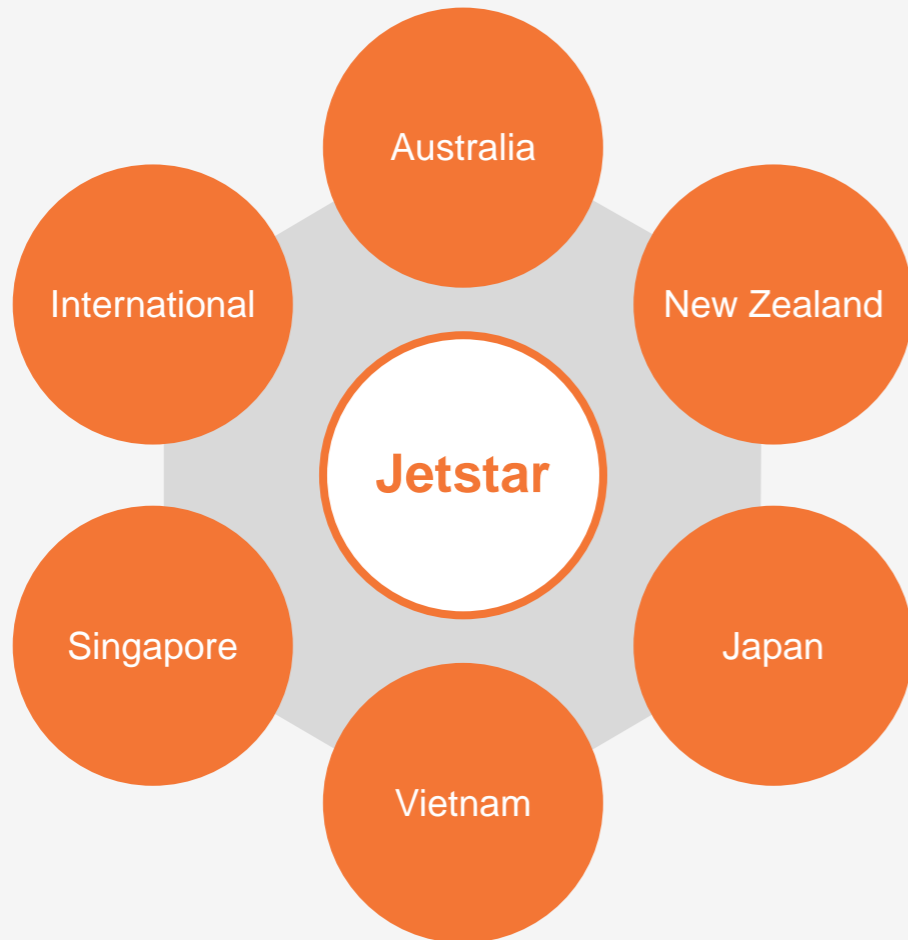 Australia
International
New Zealand
Jetstar
Singapore
Japan
Vietnam